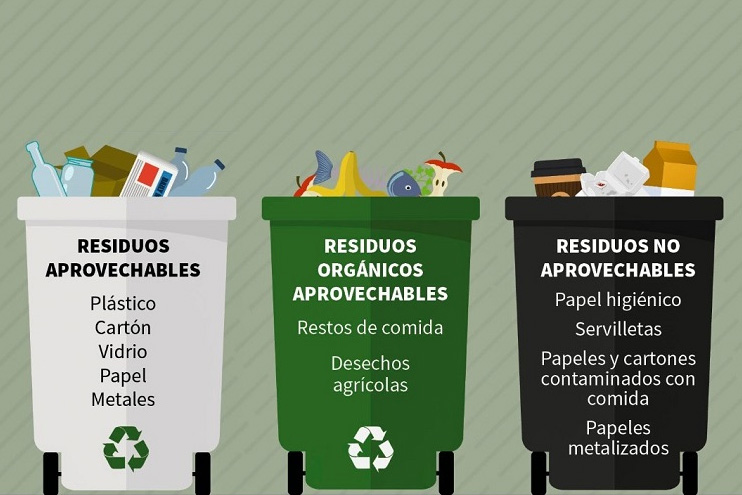 RESIDUOS
APROVECHABLES
Plástico
Cartón
Vidrio
Papel
Metales
RESIDUOS
ORGÁNICOS
APROVECHABLES
Restos de comida
Desechos
agrícolas
RESIDUOS NO
APROVECHABLES
Papel higiénico
Servilletas
Papeles y cartones
contaminados con
comida
Papeles
metalizados